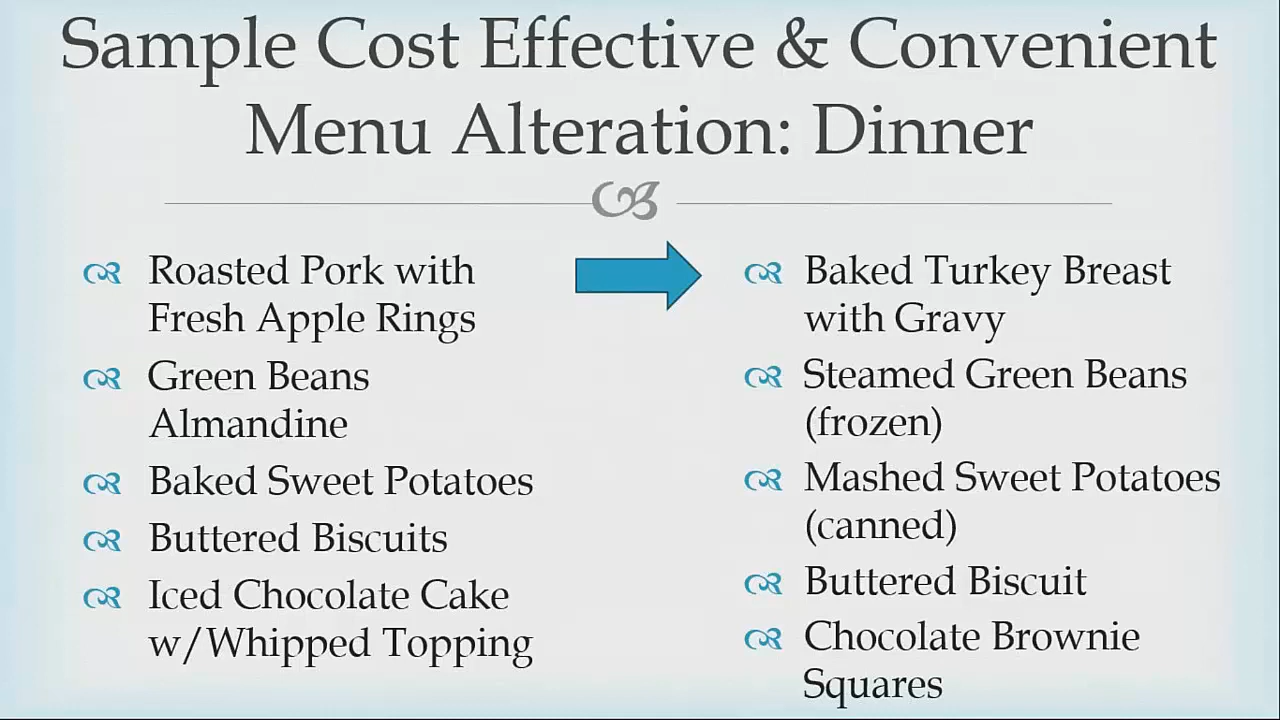 Sample Cost Effective & Convenient
Menu Alteration: Dinner
Roasted Pork with
Fresh Apple Rings
Green Beans
Almandine
Baked Sweet Potatoes
Buttered Biscuits
Iced Chocolate Cake
w/Whipped Topping
Baked Turkey Breast
with Gravy
Steamed Green Beans
(frozen)
Mashed Sweet Potatoes
(canned)
Buttered Biscuit
Chocolate Brownie
Squares